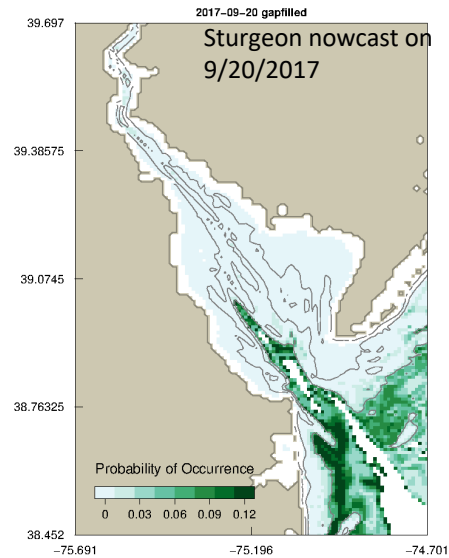 2017-09-20 gapfilled
Sturgeon nowcast on
9/20/2017
39.697
39.38575
39.0745
38.76325
38.452
Probability of Occurrence
0 0.03 0.06 0.09 0.12
−75.691 −75.196 −74.701